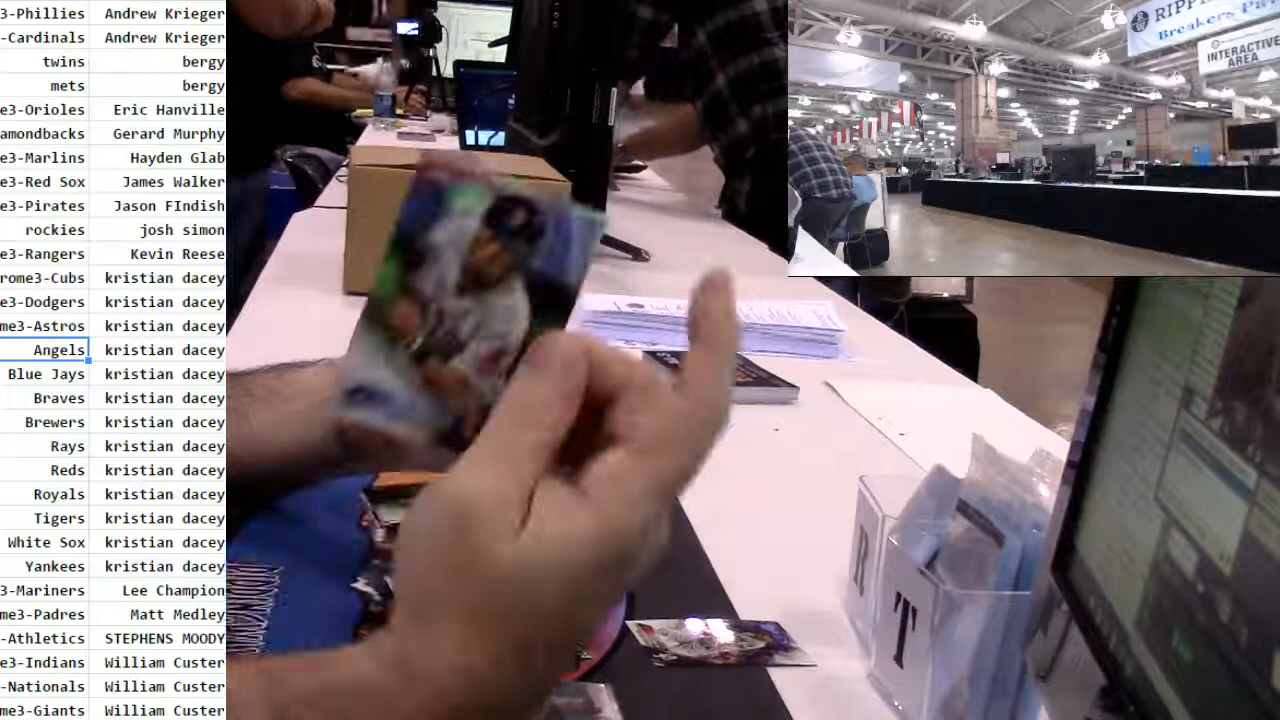 3-Phillies Andrew Krieger
-Cardinals Andrew Krieger
twins bergy
mets bergy
e3-Orioles Eric Hanville
amondbacks Gerard Murphy
e3-Marlins Hayden Glab
e3-Red Sox James Walker
e3-Pirates Jason FIndish
rockies josh simon
e3-Rangers Kevin Reese
rome3-Cubs kristian dacey
e3-Dodgers kristian dacey
me3-Astros kristian dacey
Angels kristian dacey
Blue Jays kristian dacey
Braves kristian dacey
Brewers kristian dacey
Rays kristian dacey
Reds kristian dacey
Royals kristian dacey
Tigers kristian dacey
White Sox kristian dacey
Yankees kristian dacey
3-Mariners Lee Champion
me3-Padres Matt Medley
-Athletics STEPHENS MOODY
e3-Indians William Custer
-Nationals William Custer
me3-Giants William Custer
RIPP
Breakers Pa
INTERACTIVE
AREA
R
T